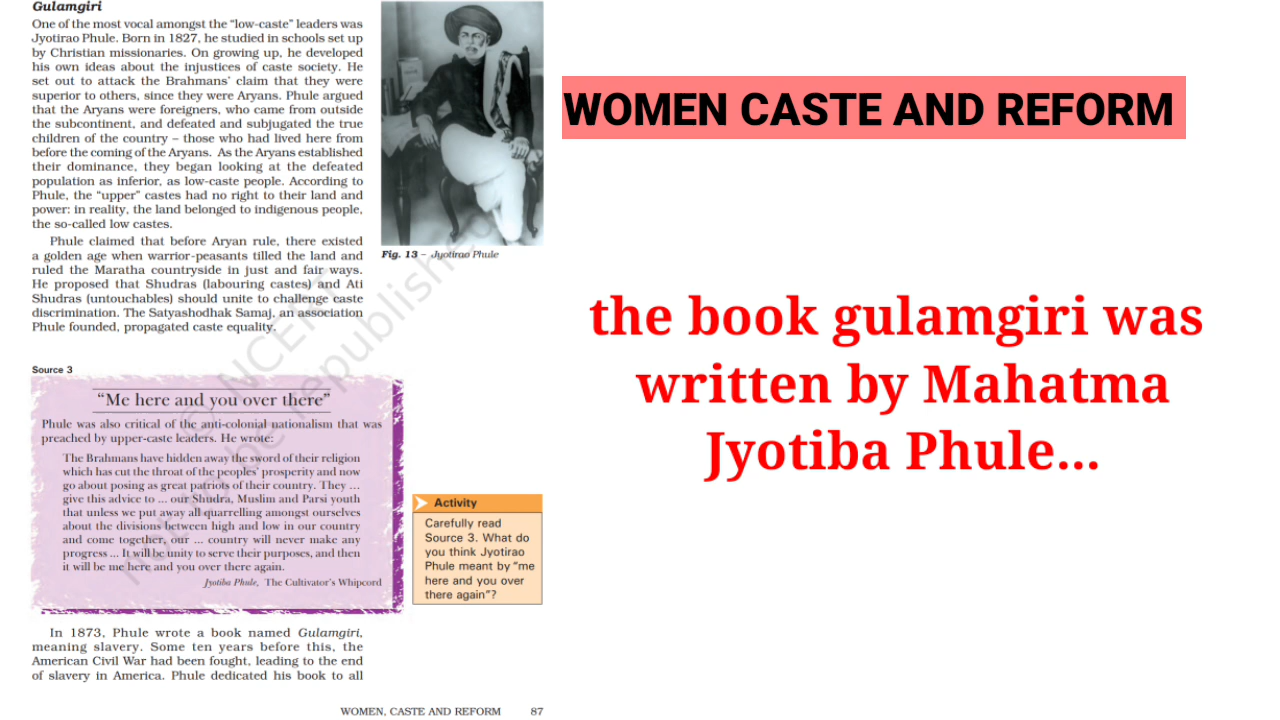 Gulamgiri
One of the most vocal amongst the “low-caste” leaders was
Jyotirao Phule. Born in 1827, he studied in schools set up
by Christian missionaries. On growing up, he developed
his own ideas about the injustices of caste society. He
set out to attack the Brahmans’ claim that they were
superior to others, since they were Aryans. Phule argued
that the Aryans were foreigners, who came from outside
the subcontinent, and defeated and subjugated the true
children of the country – those who had lived here from
before the coming of the Aryans. As the Aryans established
their dominance, they began looking at the defeated
population as inferior, as low-caste people. According to
Phule, the “upper” castes had no right to their land and
power: in reality, the land belonged to indigenous people,
the so-called low castes.
Phule claimed that before Aryan rule, there existed
a golden age when warrior-peasants tilled the land and
ruled the Maratha countryside in just and fair ways.
He proposed that Shudras (labouring castes) and Ati
Shudras (untouchables) should unite to challenge caste
discrimination. The Satyashodhak Samaj, an association
Phule founded, propagated caste equality.
Fig. 13 – Jyotirao Phule
Source 3
“Me here and you over there”
Phule was also critical of the anti-colonial nationalism that was
preached by upper-caste leaders. He wrote:
The Brahmans have hidden away the sword of their religion
which has cut the throat of the peoples’ prosperity and now
go about posing as great patriots of their country. They ...
give this advice to ... our Shudra, Muslim and Parsi youth
that unless we put away all quarrelling amongst ourselves
about the divisions between high and low in our country
and come together, our ... country will never make any
progress ... It will be unity to serve their purposes, and then
it will be me here and you over there again.
Jyotiba Phule, The Cultivator’s Whipcord
Activity
Carefully read
Source 3. What do
you think Jyotirao
Phule meant by “me
here and you over
there again”?
In 1873, Phule wrote a book named Gulamgiri,
meaning slavery. Some ten years before this, the
American Civil War had been fought, leading to the end
of slavery in America. Phule dedicated his book to all
WOMEN, CASTE AND REFORM 87
© NCERT
not be republished
WOMEN CASTE AND REFORM
the book gulamgiri was
written by Mahatma
Jyotiba Phule...